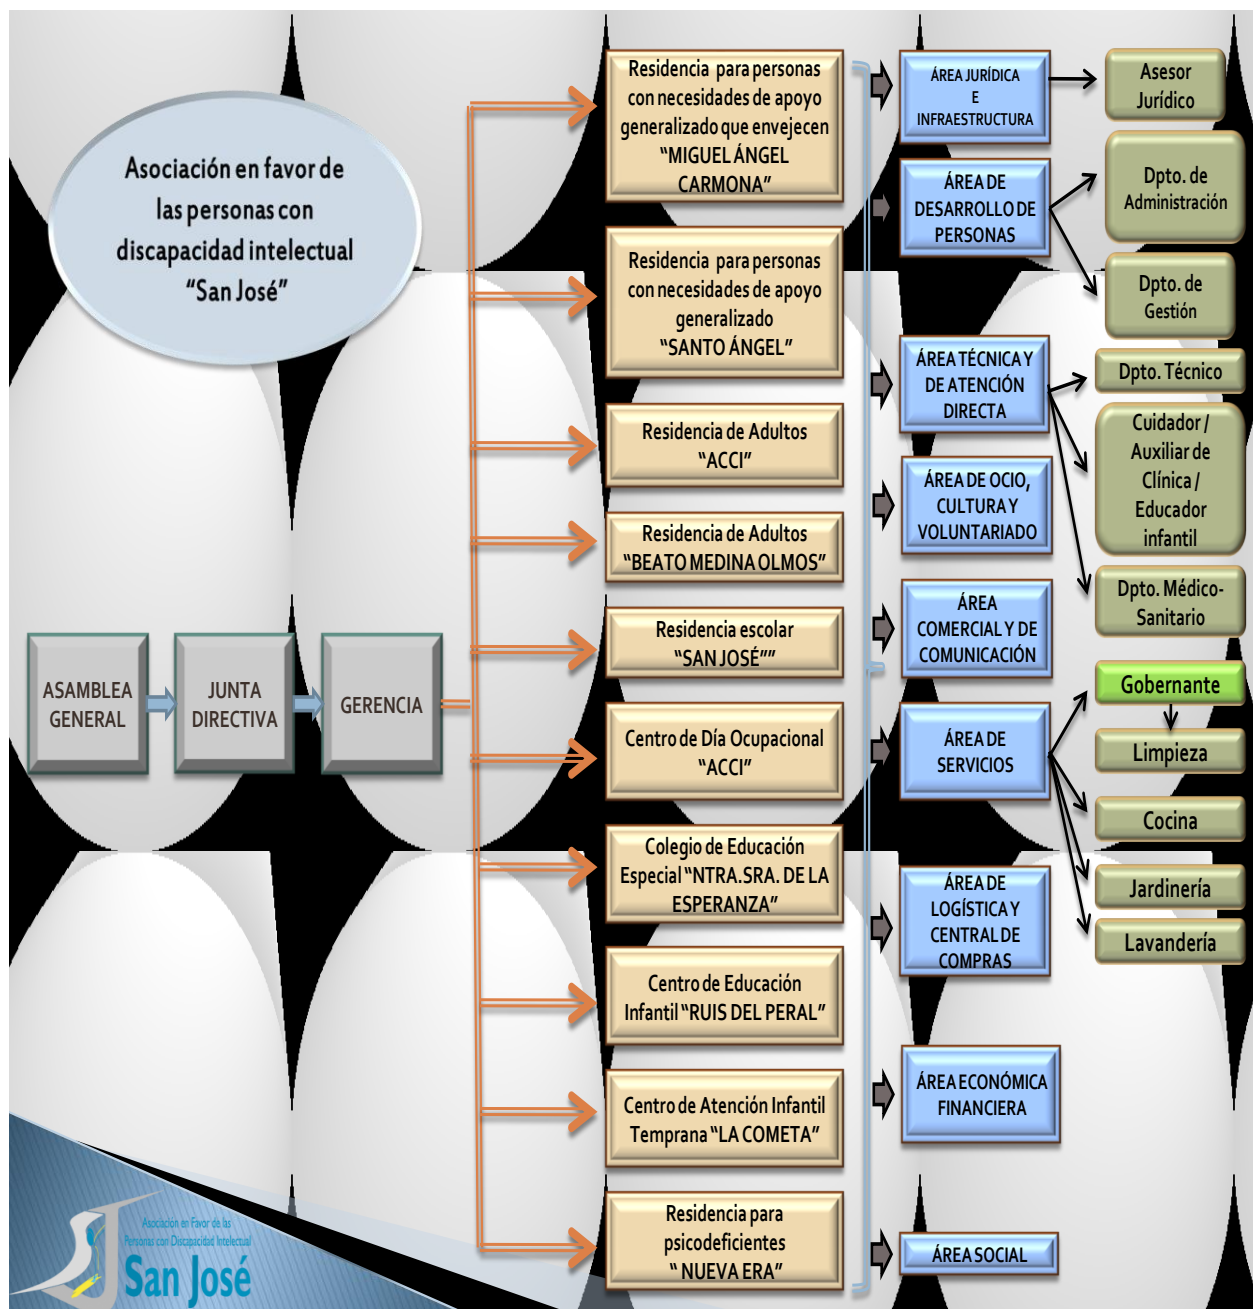 Asociación en favor de
las personas con
discapacidad intelectual
“San José”
ASAMBLEA
GENERAL
JUNTA
DIRECTIVA
GERENCIA
Residencia para personas
con necesidades de apoyo
generalizado que envejecen
“MIGUEL ÁNGEL
CARMONA”
Residencia para personas
con necesidades de apoyo
generalizado
“SANTO ÁNGEL”
Residencia de Adultos
“ACCI”
Residencia de Adultos
“BEATO MEDINA OLMOS”
Residencia escolar
“SAN JOSÉ””
Centro de Día Ocupacional
“ACCI”
Colegio de Educación
Especial “NTRA.SRA. DE LA
ESPERANZA”
Centro de Educación
Infantil “RUIS DEL PERAL”
Centro de Atención Infantil
Temprana “LA COMETA”
Residencia para
psicodeficientes
“ NUEVA ERA”
ÁREA JURÍDICA
E
INFRAESTRUCTURA
ÁREA DE
DESARROLLO DE
PERSONAS
ÁREA TÉCNICA Y
DE ATENCIÓN
DIRECTA
ÁREA DE OCIO,
CULTURA Y
VOLUNTARIADO
ÁREA
COMERCIAL Y DE
COMUNICACIÓN
ÁREA DE
SERVICIOS
ÁREA DE
LOGÍSTICA Y
CENTRAL DE
COMPRAS
ÁREA ECONÓMICA
FINANCIERA
ÁREA SOCIAL
Asesor
Jurídico
Dpto. de
Administración
Dpto. de
Gestión
Dpto. Técnico
Cuidador /
Auxiliar de
Clínica /
Educador
infantil
Dpto. Médico-
Sanitario
Gobernante
Limpieza
Cocina
Jardinería
Lavandería
Asociación en Favor de las
Personas con Discapacidad Intelectual
San José